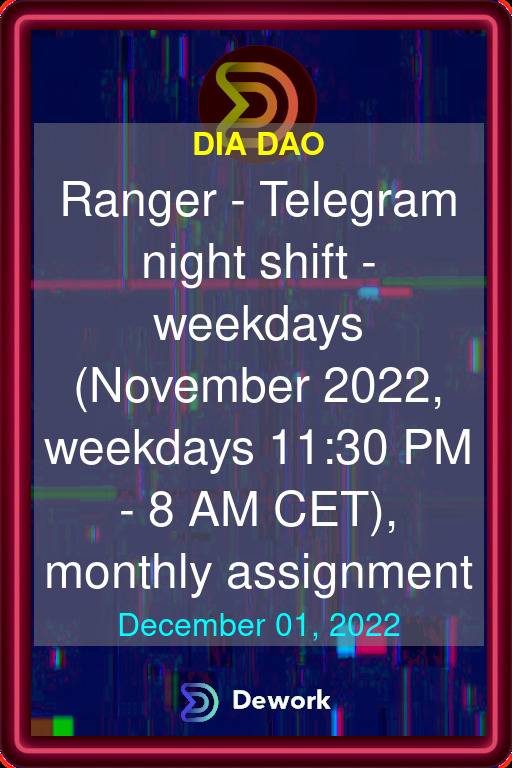 DIA DAO
Ranger - Telegram
night shift -
weekdays
(November 2022,
weekdays 11:30 PM
- 8 AM CET),
monthly assignment
December 01, 2022
Dework